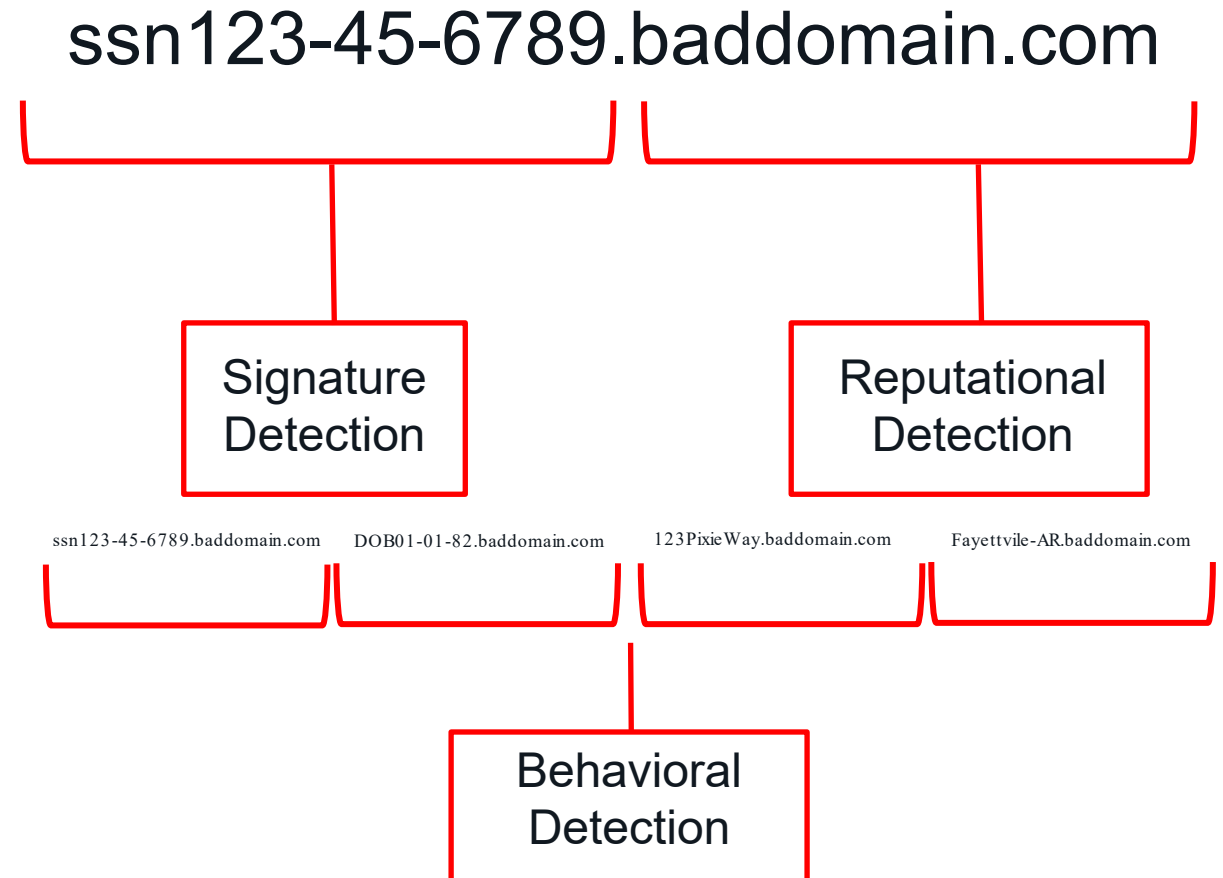 ssn123-45-6789.baddomain.com
Signature
Detection
Reputational
Detection
ssn123-45-6789.baddomain.com
DOB01-01-82.baddomain.com
123PixieWay.baddomain.com
Fayettvile-AR.baddomain.com
Behavioral
Detection